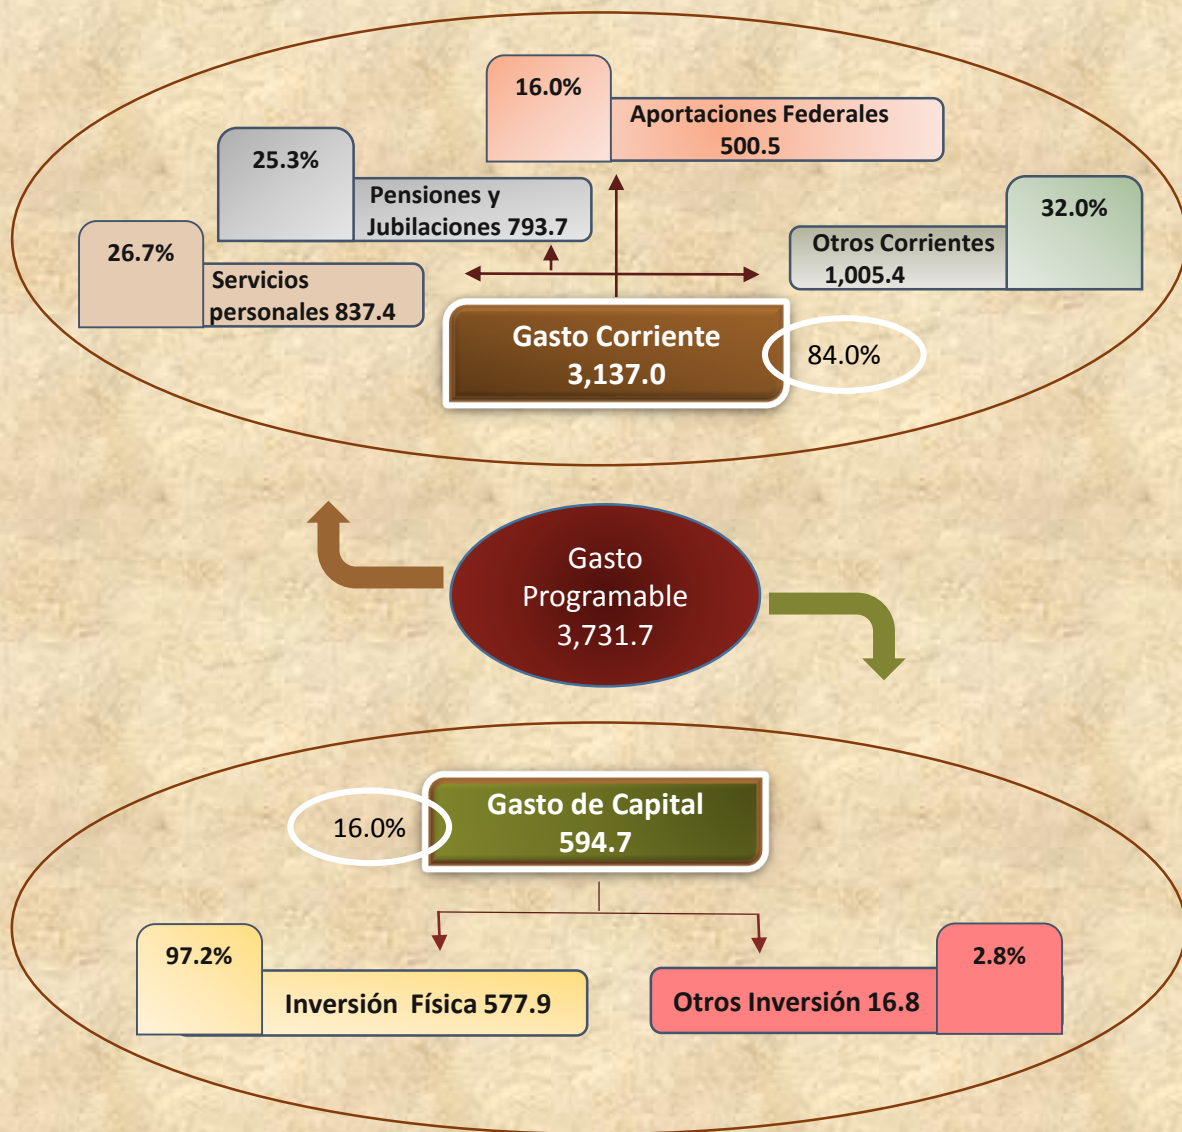 16.0%
Aportaciones Federales
500.5
25.3%
Pensiones y
Jubilaciones 793.7
32.0%
Otros Corrientes
1,005.4
26.7%
Servicios
personales 837.4
Gasto Corriente
3,137.0
84.0%
Gasto
Programable
3,731.7
Gasto de Capital
594.7
16.0%
97.2%
Inversión Física 577.9
2.8%
Otros Inversión 16.8